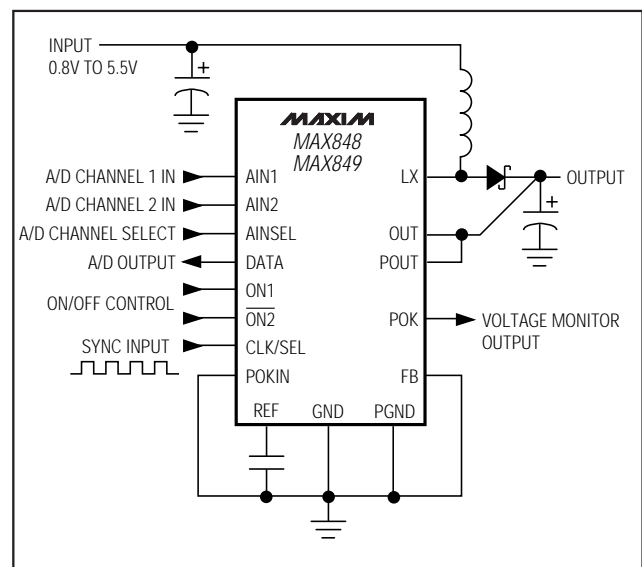 INPUT
0.8V TO 5.5V
+
MAXIM
MAX848
MAX849
A/D CHANNEL 1 IN
AIN1
LX
OUTPUT
A/D CHANNEL 2 IN
AIN2
+
A/D CHANNEL SELECT
AINSEL
OUT
A/D OUTPUT
DATA
POUT
ON/OFF CONTROL
ON1
ON2
POK
VOLTAGE MONITOR
OUTPUT
SYNC INPUT
CLK/SEL
POKIN
FB
REF
GND
PGND